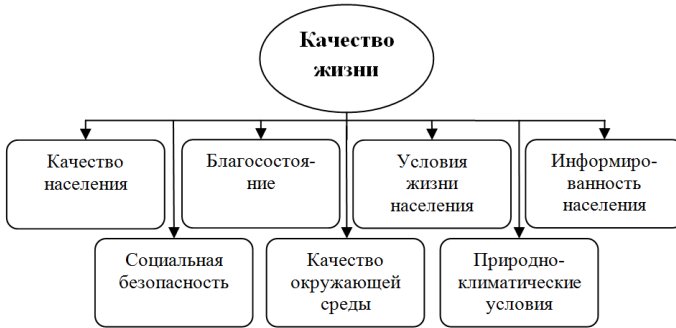 Качество
жизни
Качество
населения
Благосостоя-
ние
Условия
жизни
населения
Информиро-
ванность
населения
Социальная
безопасность
Качество
окружающей
среды
Природно-
климатические
условия